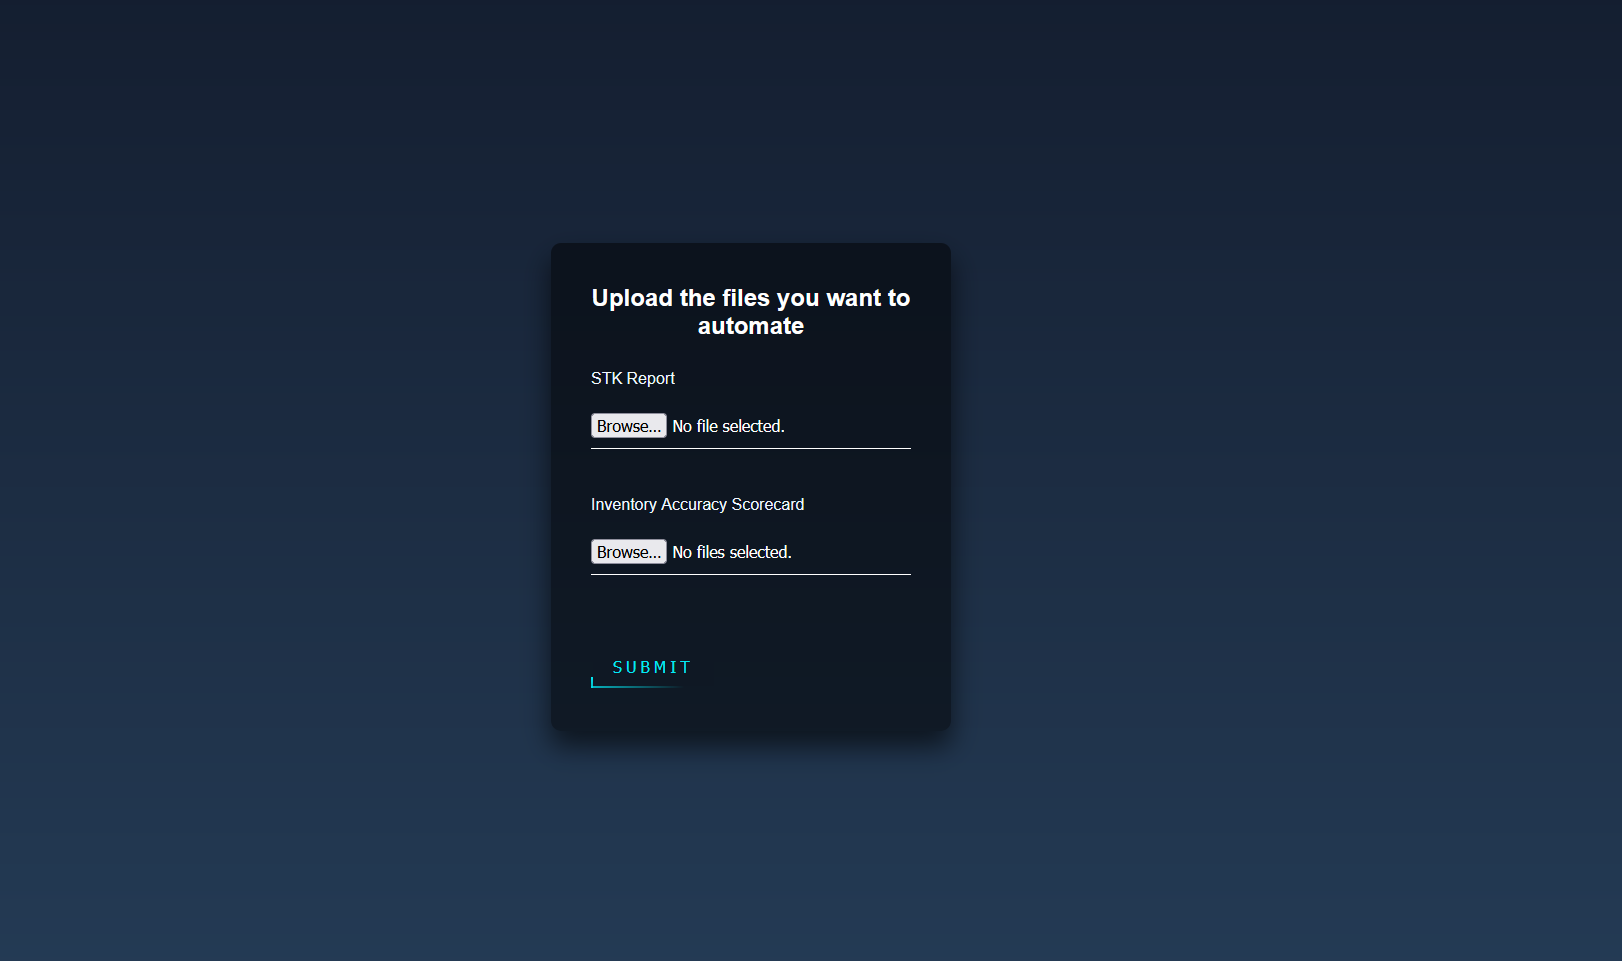 Upload the files you want to
automate
STK Report
Browse... No file selected.
Inventory Accuracy Scorecard
Browse... No files selected.
SUBMIT